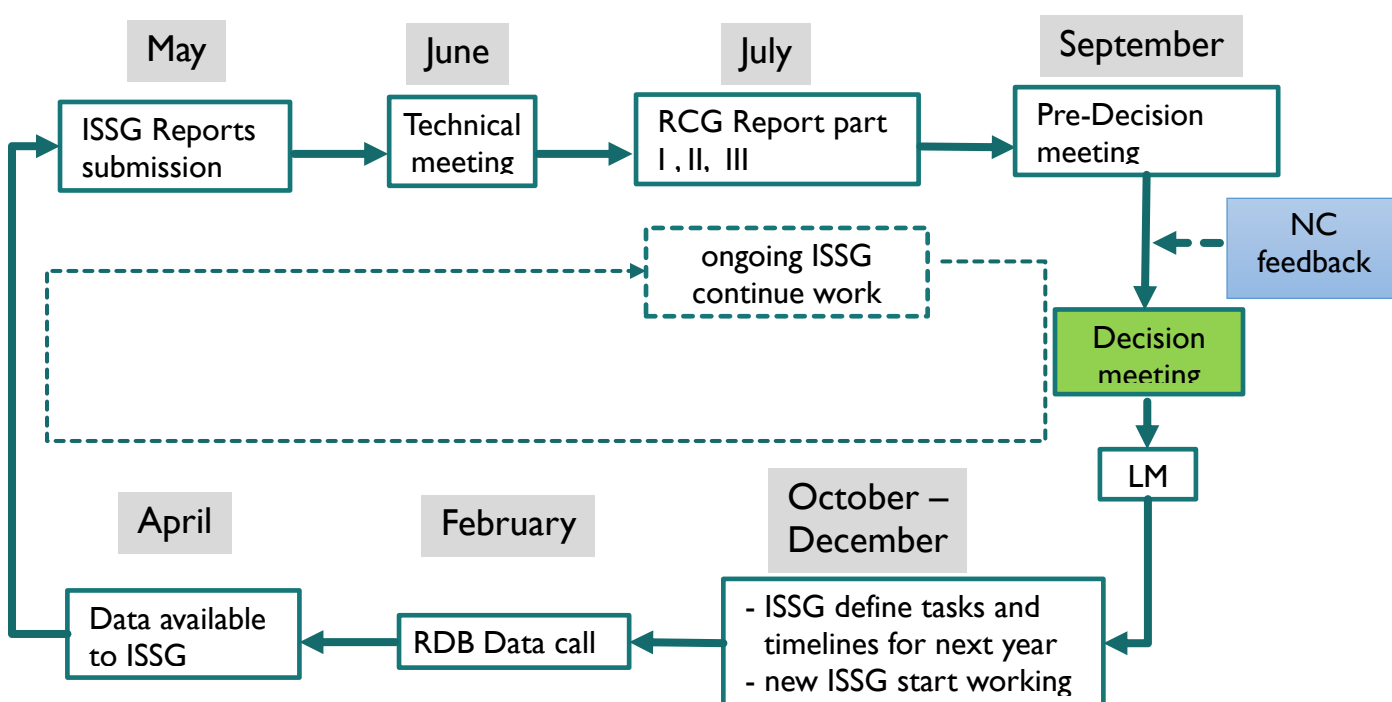 May
June
July
September
ISSG Reports
submission
Technical
meeting
RCG Report part
I , II, III
Pre-Decision
meeting
NC
feedback
ongoing ISSG
continue work
Decision
meeting
LM
April
February
October –
December
Data available
to ISSG
RDB Data call
- ISSG define tasks and
timelines for next year
- new ISSG start working